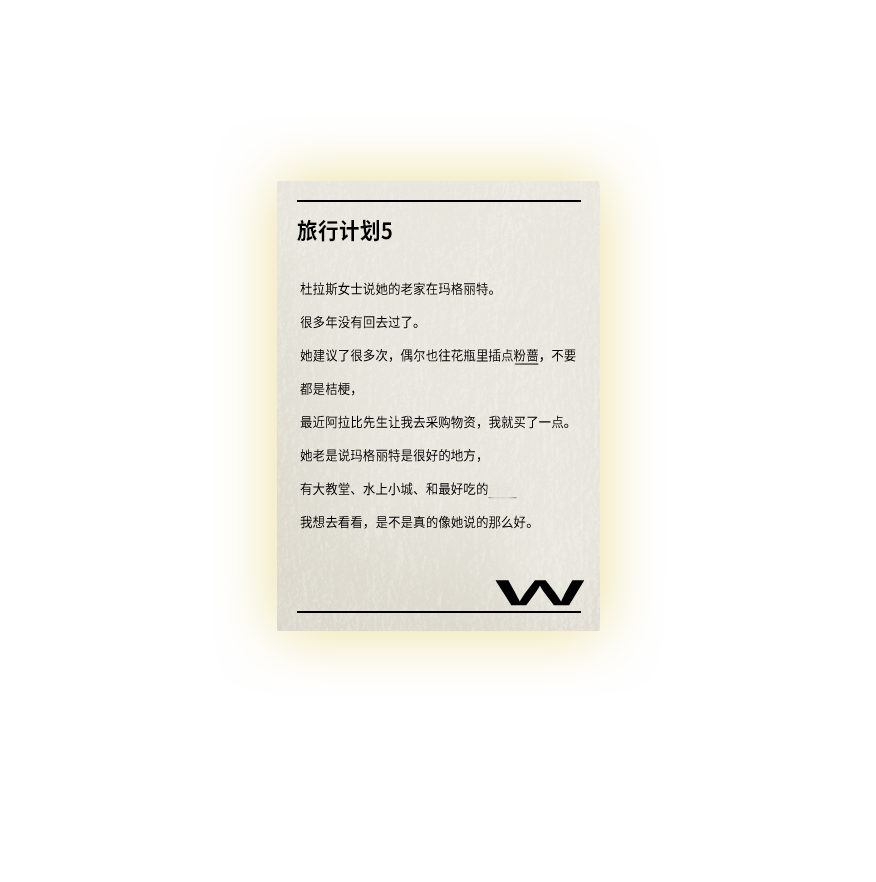 旅行计划5
杜拉斯女士说她的老家在玛格丽特。
很多年没有回去过了。
她建议了很多次，偶尔也往花瓶里插点粉蔷，不要
都是桔梗，
最近阿拉比先生让我去采购物资，我就买了一点。
她老是说玛格丽特是很好的地方，
有大教堂、水上小城、和最好吃的
我想去看看，是不是真的像她说的那么好。
W